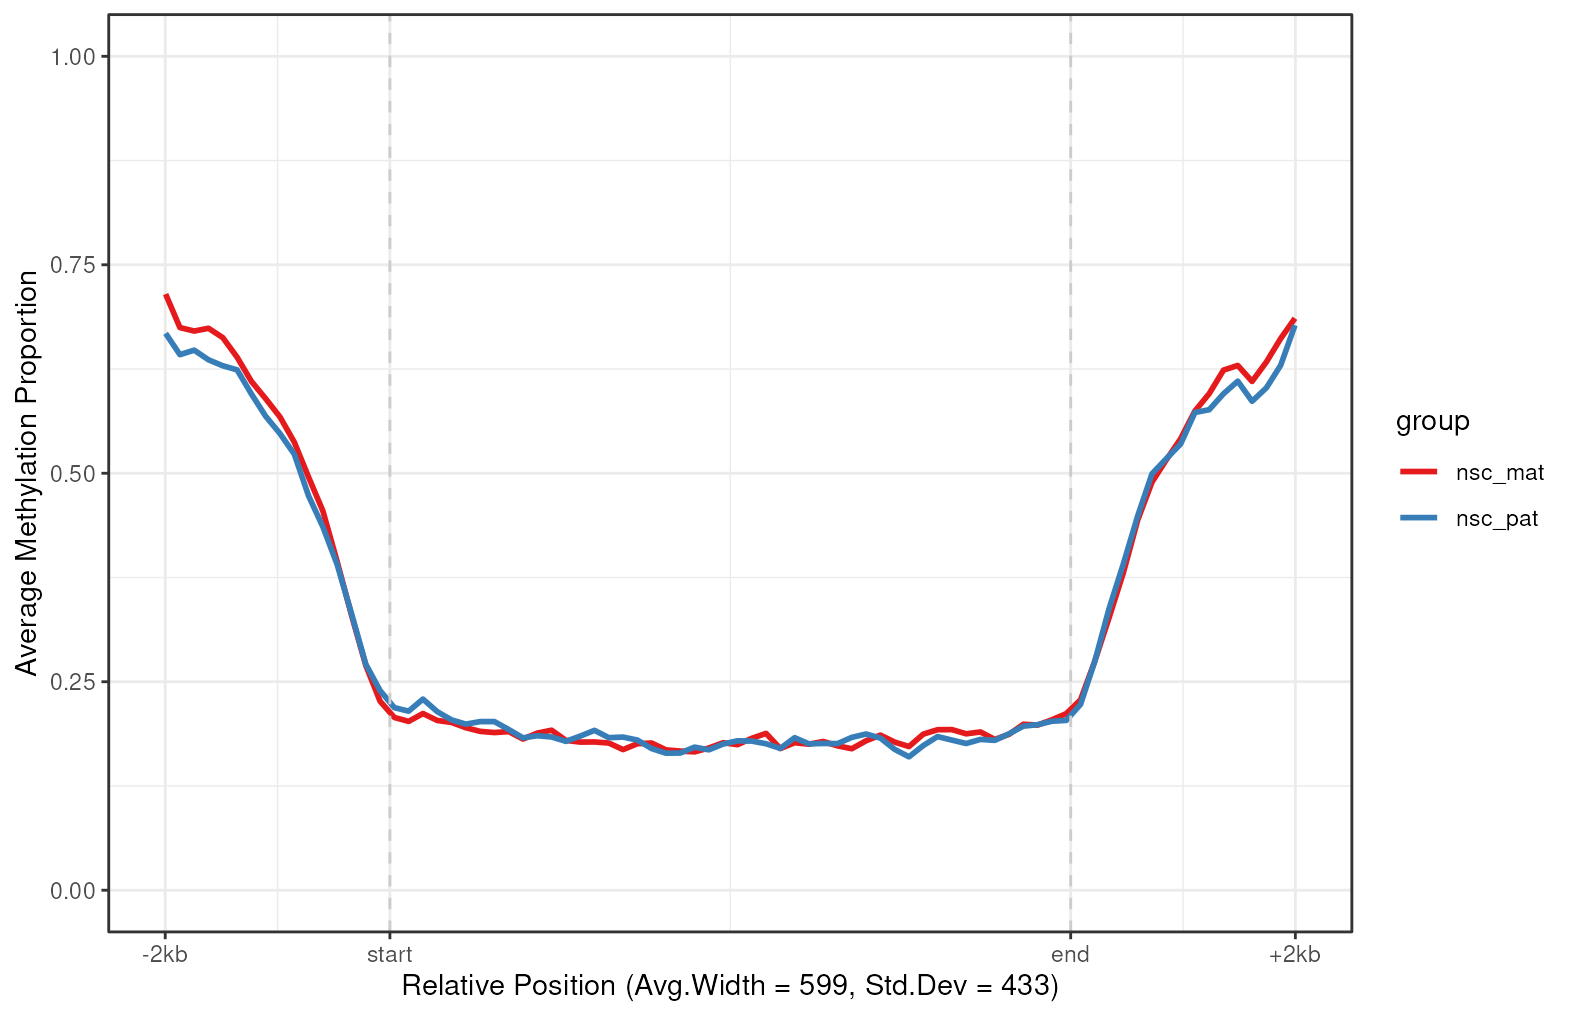 1.00
0.75
0.50
0.25
0.00
Average Methylation Proportion
-2kb
start
end
+2kb
Relative Position (Avg.Width = 599, Std.Dev = 433)
group
nsc_mat
nsc_pat